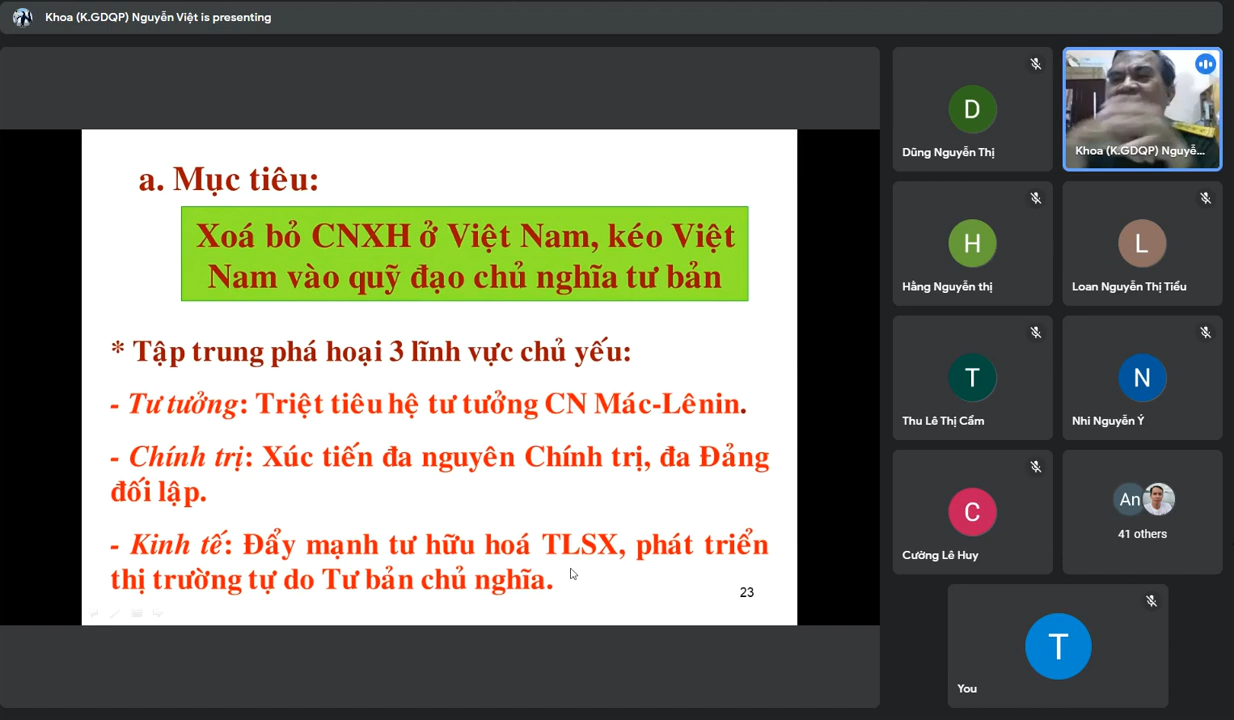 Khoa (K.GDQP) Nguyễn Việt is presenting
a. Mục tiêu:
Xoá bỏ CNXH ở Việt Nam, kéo Việt
Nam vào quỹ đạo chủ nghĩa tư bản
* Tập trung phá hoại 3 lĩnh vực chủ yếu:
- Tư tưởng: Triệt tiêu hệ tư tưởng CN Mác-Lênin.
- Chính trị: Xúc tiến đa nguyên Chính trị, đa Đảng
đối lập.
- Kinh tế: Đẩy mạnh tư hữu hoá TLSX, phát triển
thị trường tự do Tư bản chủ nghĩa.
23
D
Dũng Nguyễn Thị
Khoa (K.GDQP) Nguyễ...
H
Hằng Nguyễn thị
L
Loan Nguyễn Thị Tiểu
T
Thu Lê Thị Cẩm
N
Nhi Nguyễn Ý
C
Cường Lê Huy
An
41 others
T
You